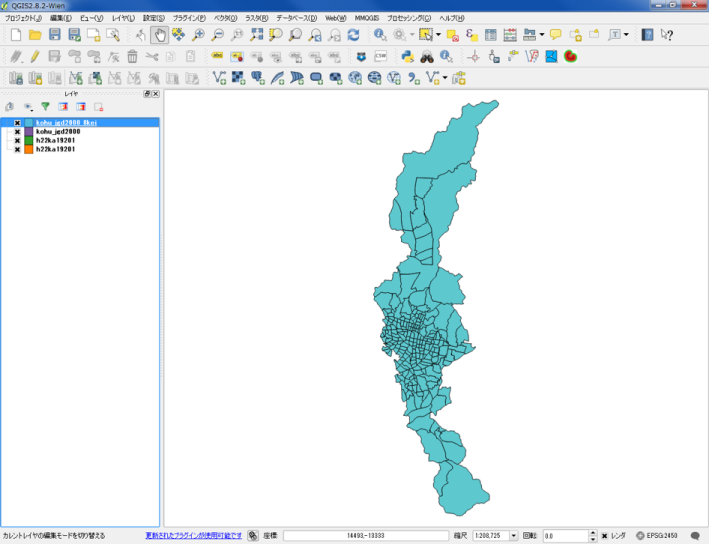 QGIS2.8.2-Wien
プロジェクト(J) 編集(E) ビュー(V) レイヤ(L) 設定(S) プラグイン(P) ベクタ(O) ラスタ(R) データベース(D) Web(W) MMQGIS プロセッシング(C) ヘルプ(H)
レイヤ
kohu_jgd2000_8kei
kohu_jgd2000
h22ka19201
h22ka19201
カレントレイヤの編集モードを切り替える 更新されたプラグインが使用可能です 座標: 14493,-13333 縮尺 1:208,725 回転: 0.0 レンダ EPSG:2450